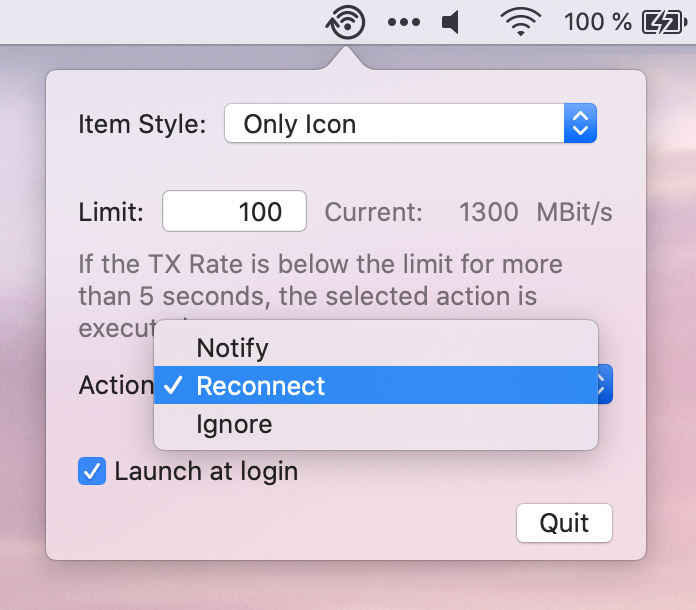 100 %
Item Style: Only Icon
Limit: 100 Current: 1300 MBit/s
If the TX Rate is below the limit for more
than 5 seconds, the selected action is
Notify
Action Reconnect
Ignore
Launch at login
Quit